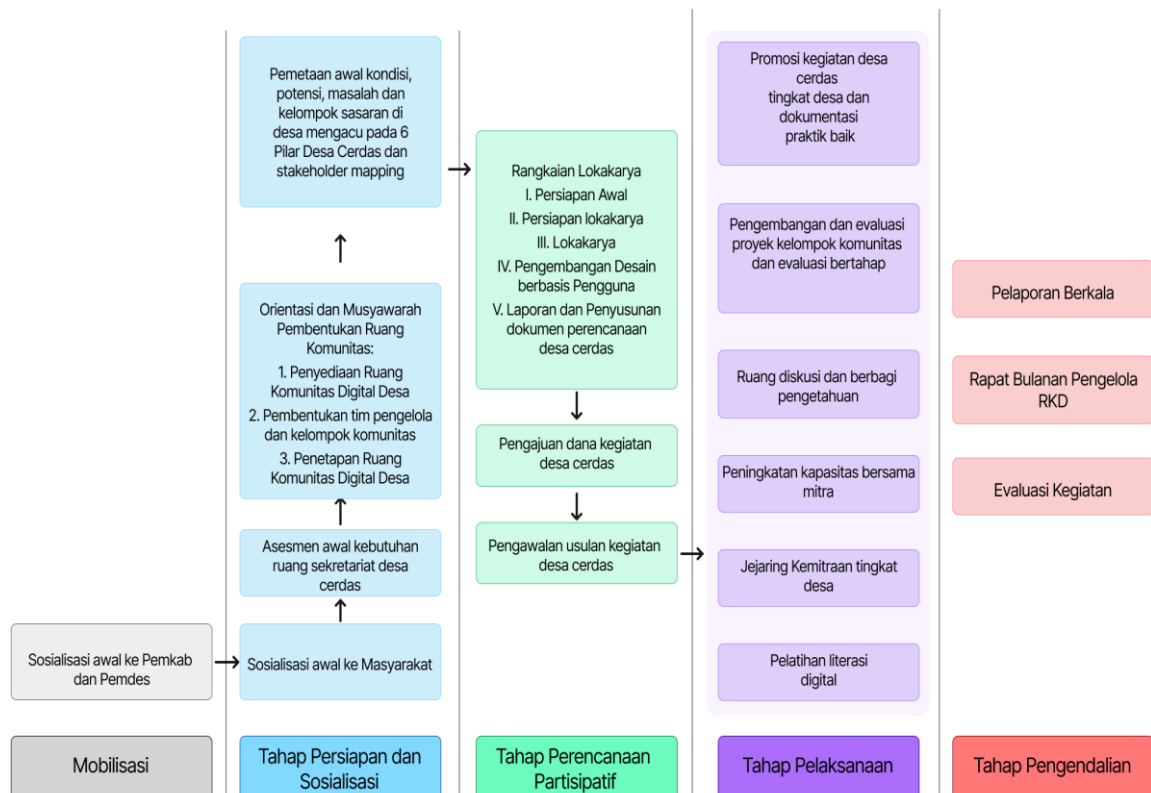 Sosialisasi awal ke Pemkab
dan Pemdes
Mobilisasi
Pemetaan awal kondisi,
potensi, masalah dan
kelompok sasaran di
desa mengacu pada 6
Pilar Desa Cerdas dan
stakeholder mapping
Orientasi dan Musyawarah
Pembentukan Ruang
Komunitas:
1. Penyediaan Ruang
Komunitas Digital Desa
2. Pembentukan tim pengelola
dan kelompok komunitas
3. Penetapan Ruang
Komunitas Digital Desa
Asesmen awal kebutuhan
ruang sekretariat desa
cerdas
Sosialisasi awal ke Masyarakat
Tahap Persiapan dan
Sosialisasi
Rangkaian Lokakarya
I. Persiapan Awal
II. Persiapan lokakarya
III. Lokakarya
IV. Pengembangan Desain
berbasis Pengguna
V. Laporan dan Penyusunan
dokumen perencanaan
desa cerdas
Pengajuan dana kegiatan
desa cerdas
Pengawalan usulan kegiatan
desa cerdas
Tahap Perencanaan
Partisipatif
Promosi kegiatan desa
cerdas
tingkat desa dan
dokumentasi
praktik baik
Pengembangan dan evaluasi
proyek kelompok komunitas
dan evaluasi bertahap
Ruang diskusi dan berbagi
pengetahuan
Peningkatan kapasitas bersama
mitra
Jejaring Kemitraan tingkat
desa
Pelatihan literasi
digital
Tahap Pelaksanaan
Pelaporan Berkala
Rapat Bulanan Pengelola
RKD
Evaluasi Kegiatan
Tahap Pengendalian